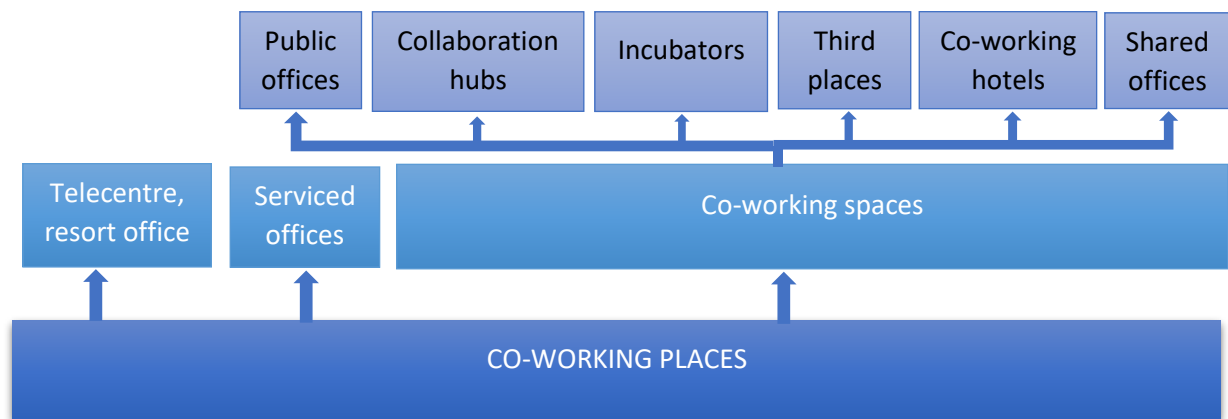 Public
offices
Collaboration
hubs
Incubators
Third
places
Co-working
hotels
Shared
offices
Telecentre,
resort office
Serviced
offices
Co-working spaces
CO-WORKING PLACES